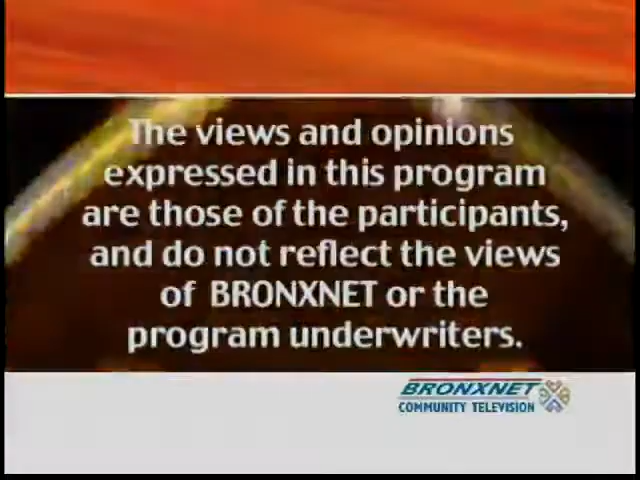 The views and opinions
expressed in this program
are those of the participants,
and do not reflect the views
of BRONXNET or the
program underwriters.
BRONXNET
COMMUNITY TELEVISION